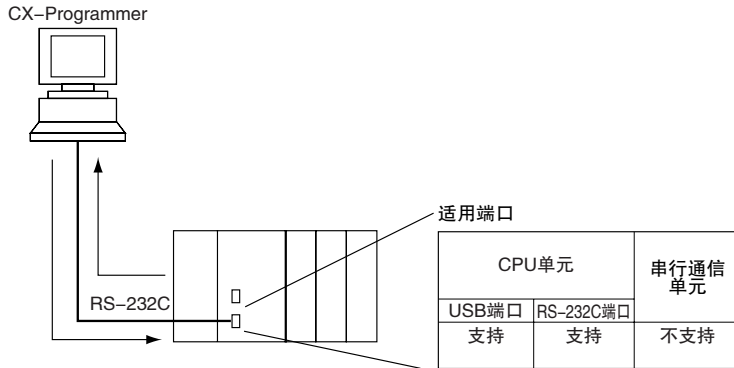 CX–Programmer
适用端口
CPU单元
串行通信
单元
RS–232C
USB端口 RS–232C端口
支持 支持 不支持